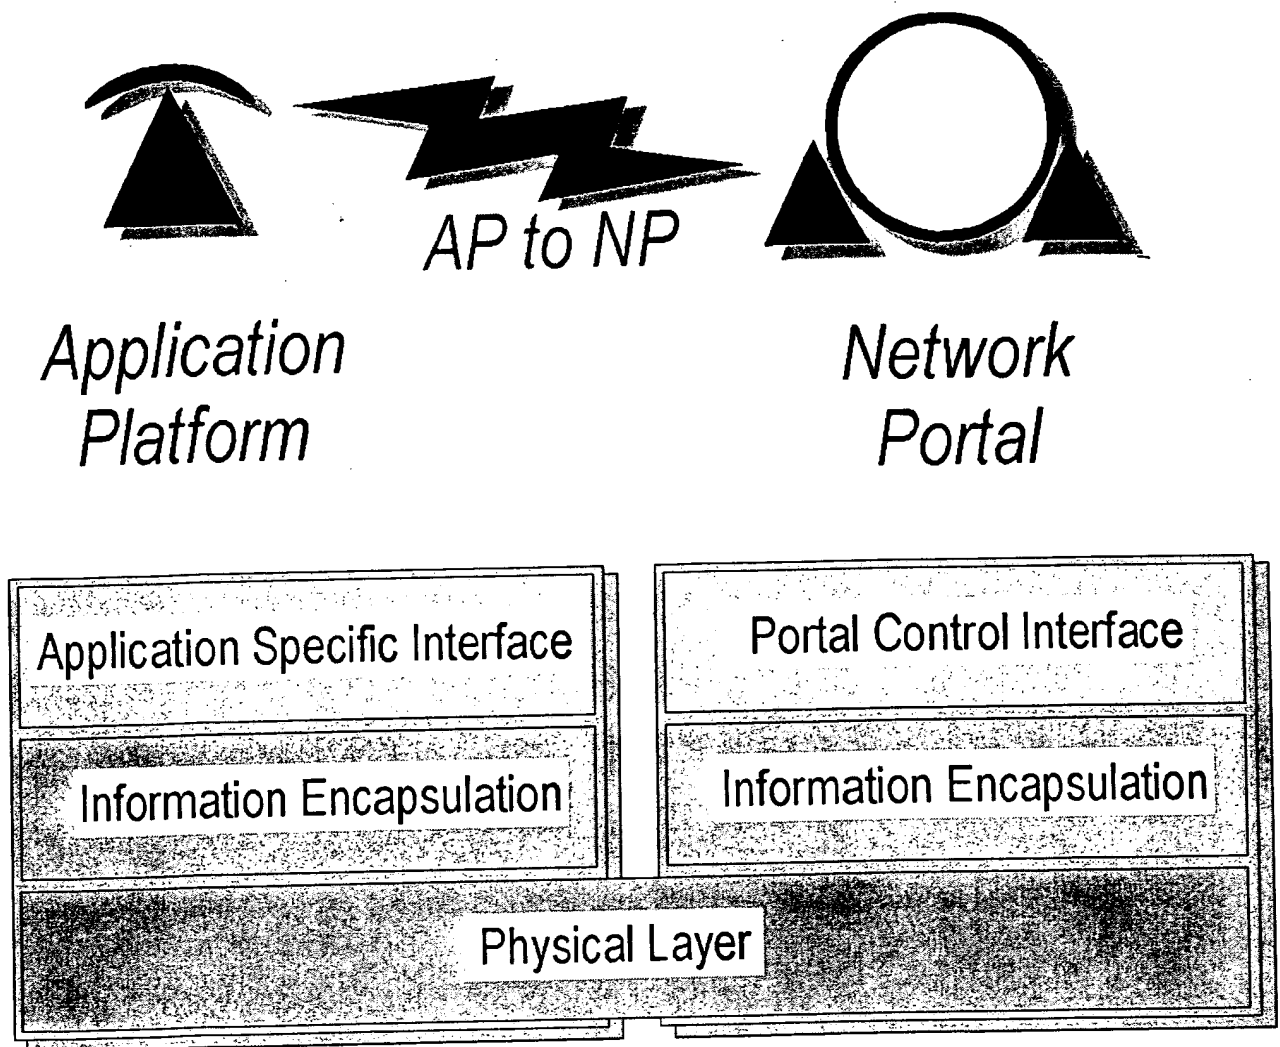 AP to NP
Application
Platform
Network
Portal
Application Specific Interface
Portal Control Interface
Information Encapsulation
Information Encapsulation
Physical Layer